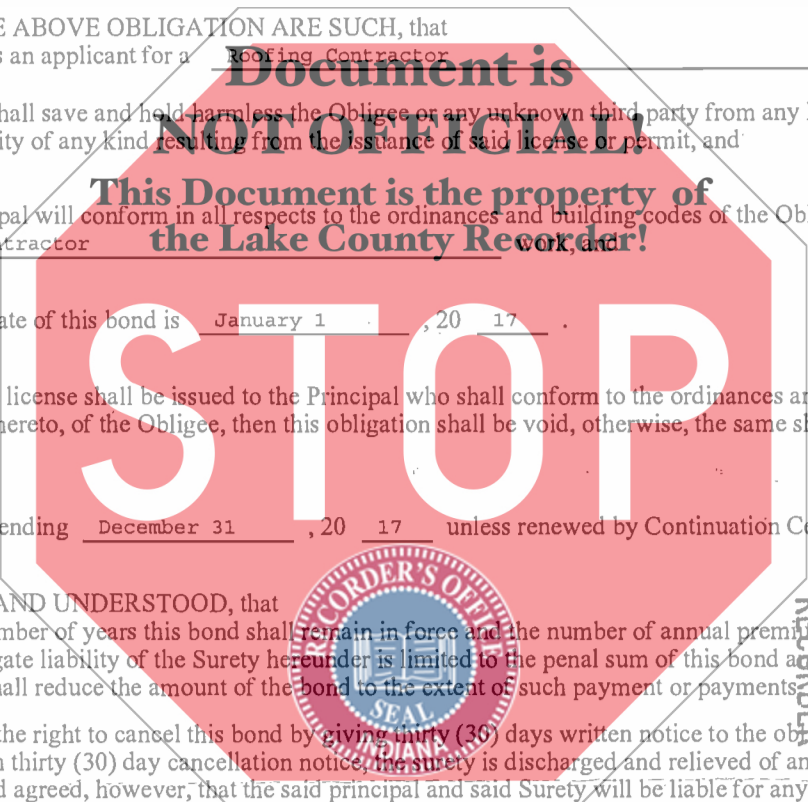 E ABOVE OBLIGATION ARE SUCH, that
s an applicant for a Roofing Contractor
Document is
hall save and hold harmless the Obligee or any unknown third party from any
NOT OFFICIAL!
ity of any kind resulting from the issuance of said license or permit, and
This Document is the property of
pal will conform in all respects to the ordinances and building codes of the Ob
the Lake County Recorder!
tractor work, and
ate of this bond is January 1 , 20 17 .
STOP
license shall be issued to the Principal who shall conform to the ordinances an
hereto, of the Obligee, then this obligation shall be void, otherwise, the same sh
ending December 31 , 20 17 unless renewed by Continuation Ce
RECORDER'S OFFICE
AND UNDERSTOOD, that
mber of years this bond shall remain in force and the number of annual premi
gate liability of the Surety hereunder is limited to the penal sum of this bond a
hall reduce the amount of the bond to the extent of such payment or payments
SEAL
INDIANA
RECORDER
the right to cancel this bond by giving thirty (30) days written notice to the obl
n thirty (30) day cancellation notice, the surety is discharged and relieved of an
d agreed, however, that the said principal and said Surety will be liable for any